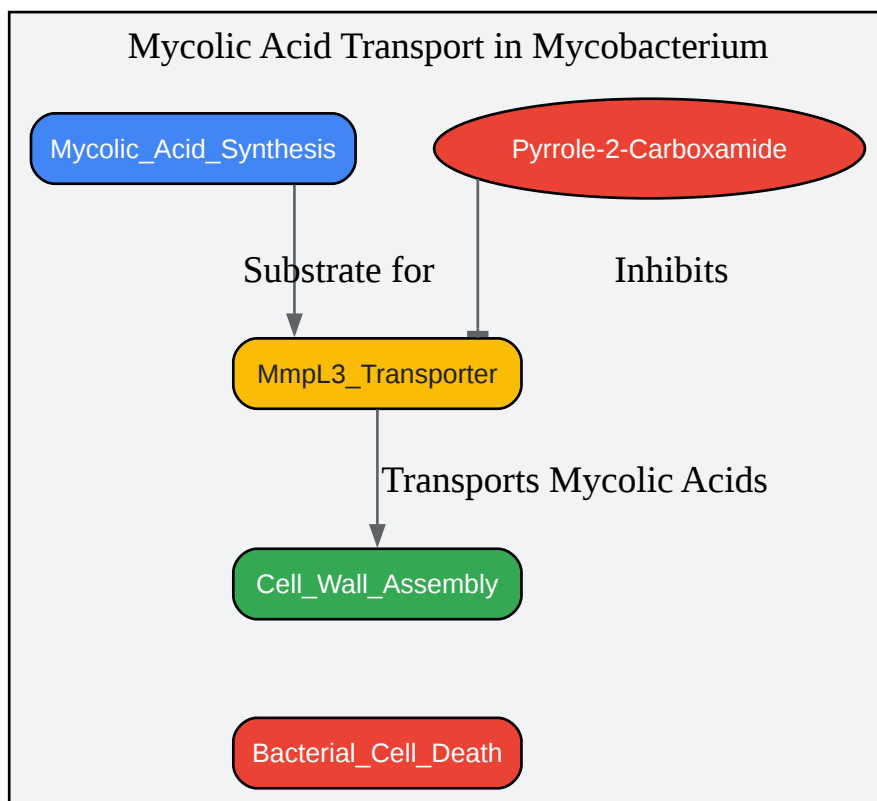 Mycolic Acid Transport in Mycobacterium
Mycolic_Acid_Synthesis
Pyrrole-2-Carboxamide
Substrate for
Inhibits
MmpL3_Transporter
Transports Mycolic Acids
Cell_Wall_Assembly
Bacterial_Cell_Death